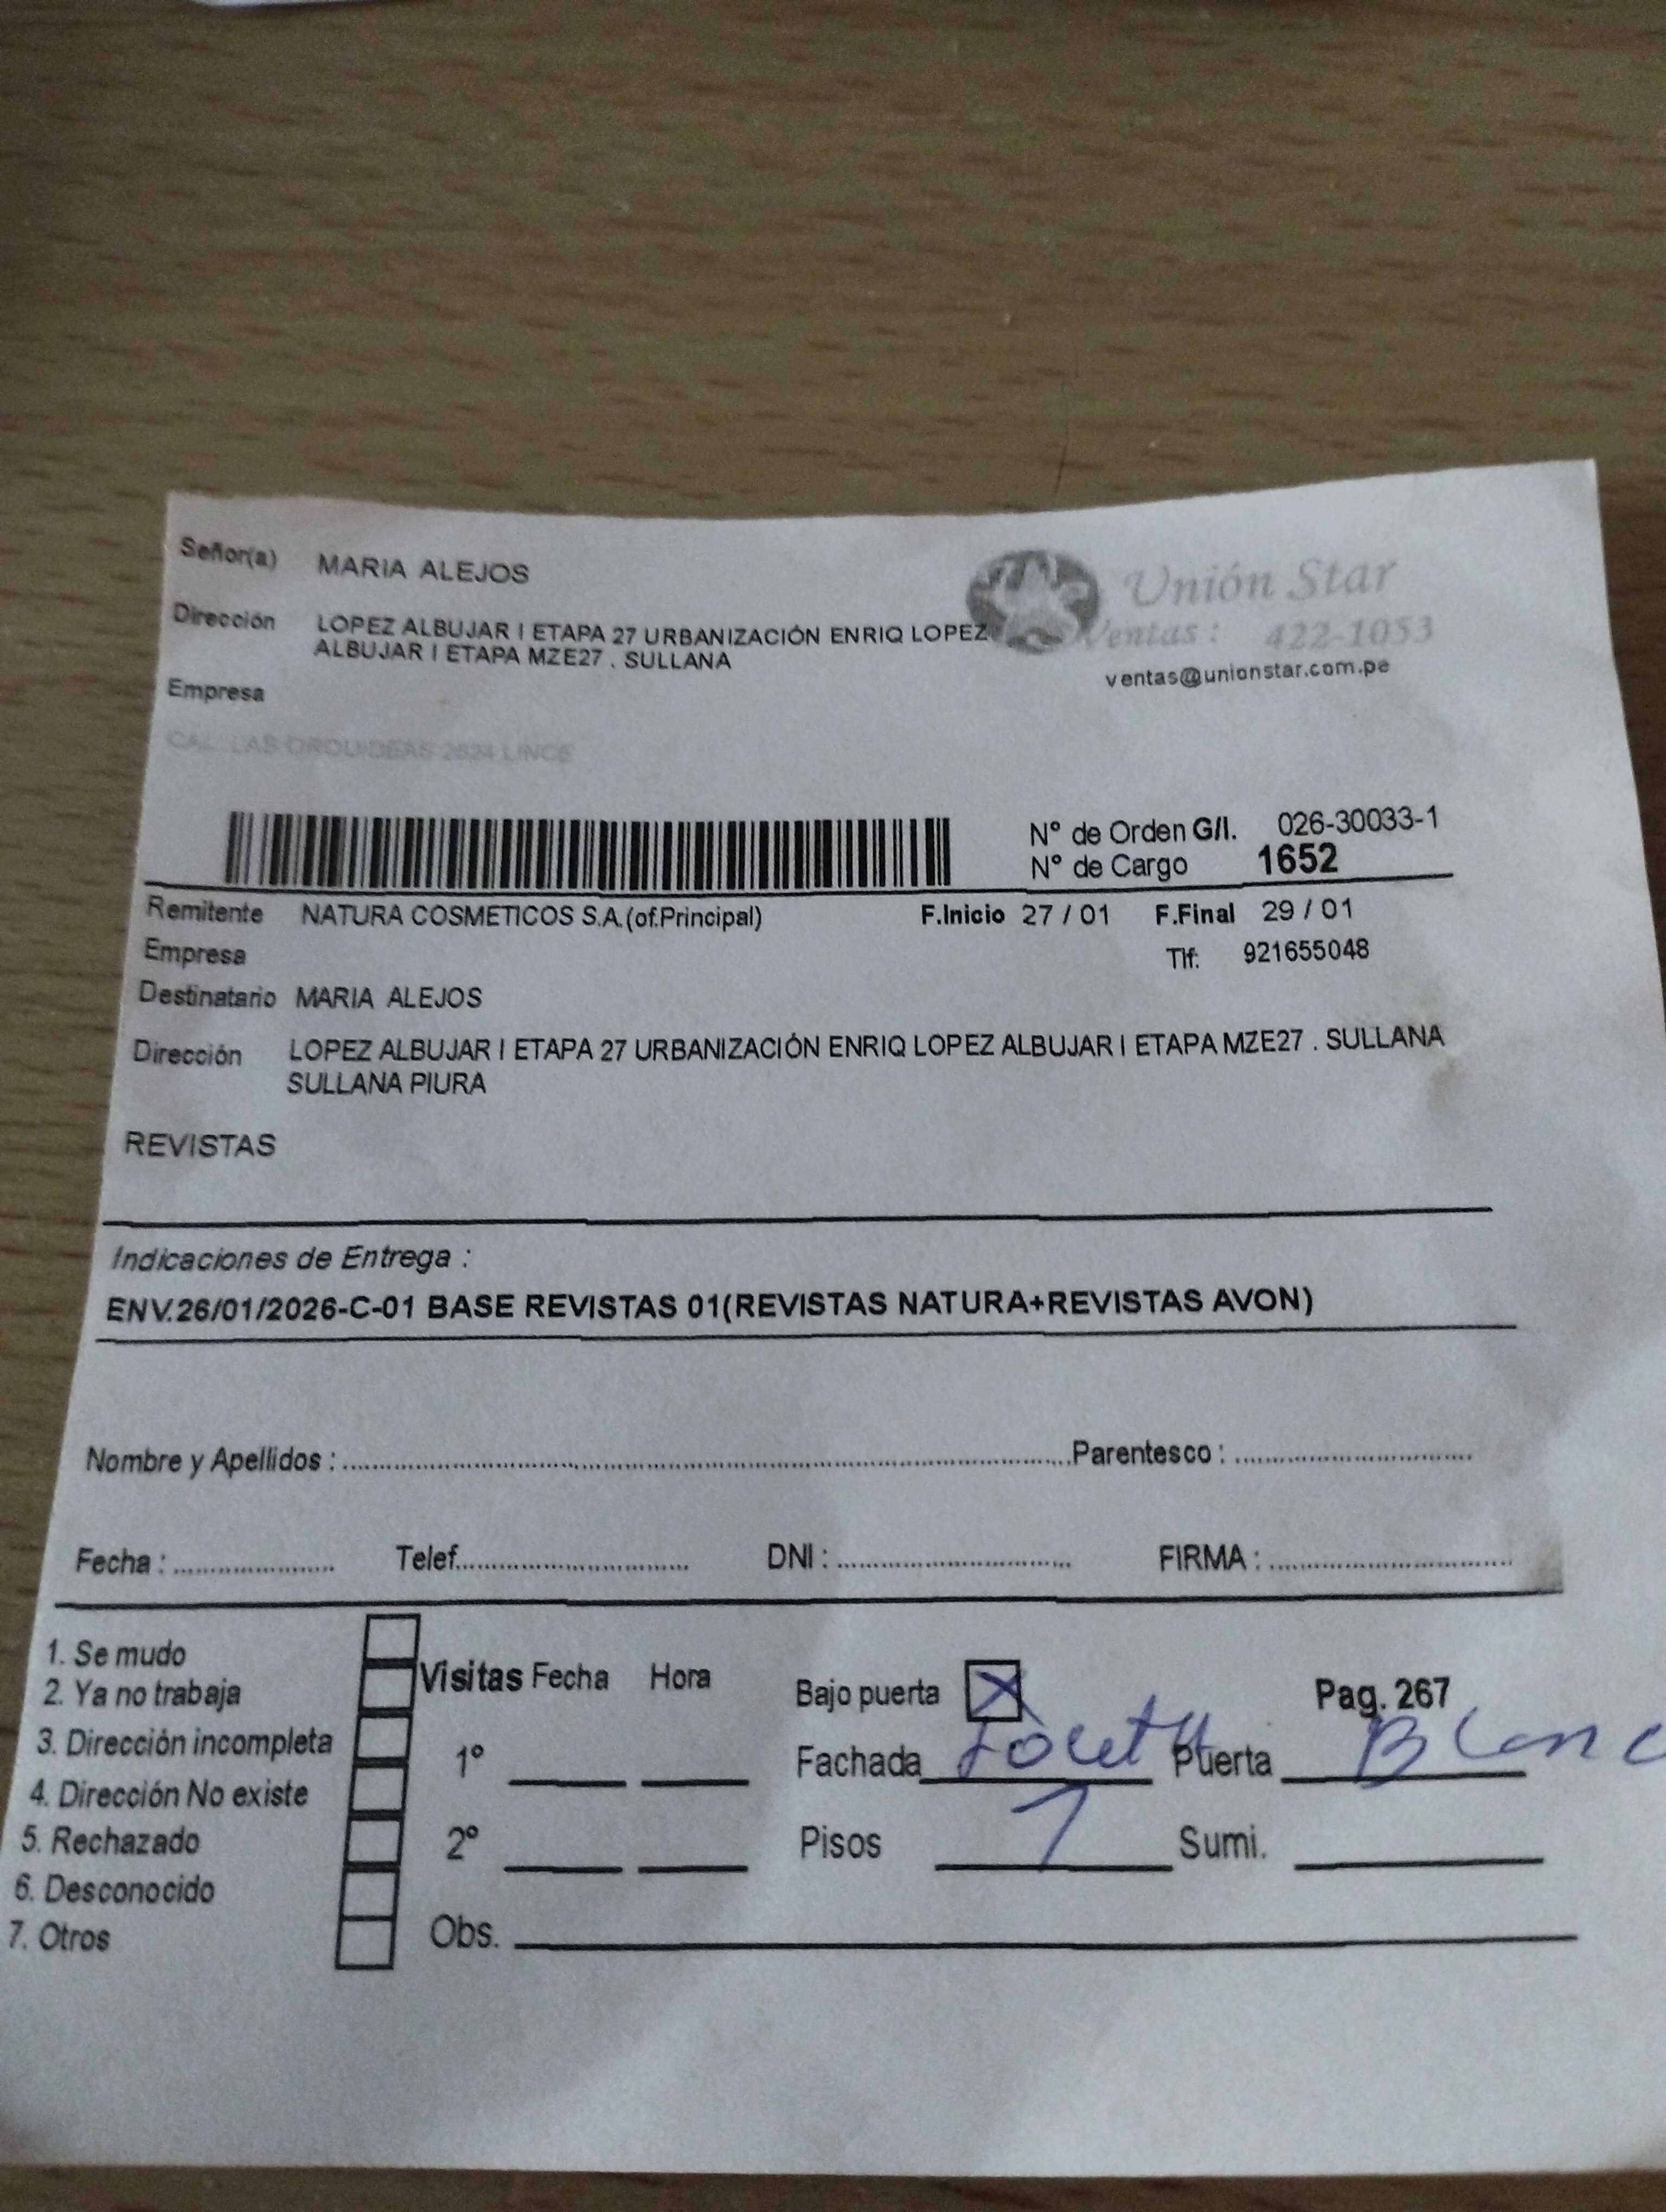 Señor(a) MARIA ALEJOS
Unión Star
Dirección LOPEZ ALBUJAR I ETAPA 27 URBANIZACIÓN ENRIQ LOPEZ
ALBUJAR I ETAPA MZE27 . SULLANA
Ventas : 422-1053
ventas@unionstar.com.pe
Empresa
CAL. LAS ORQUIDEAS 2624 LINCE
N° de Orden G/I. 026-30033-1
N° de Cargo 1652
Remitente NATURA COSMETICOS S.A.(of.Principal) F.Inicio 27 / 01 F.Final 29 / 01
Empresa Tlf: 921655048
Destinatario MARIA ALEJOS
Dirección LOPEZ ALBUJAR I ETAPA 27 URBANIZACIÓN ENRIQ LOPEZ ALBUJAR I ETAPA MZE27 . SULLANA
SULLANA PIURA
REVISTAS
Indicaciones de Entrega :
ENV.26/01/2026-C-01 BASE REVISTAS 01(REVISTAS NATURA+REVISTAS AVON)
Nombre y Apellidos : Parentesco :
Fecha : Telef. DNI : FIRMA :
1. Se mudo
2. Ya no trabaja
3. Dirección incompleta
4. Dirección No existe
5. Rechazado
6. Desconocido
7. Otros
Visitas Fecha Hora
1°
2°
Obs.
Bajo puerta X Pag. 267
Fachada Puerta Blanc
Pisos 1 Sumi.